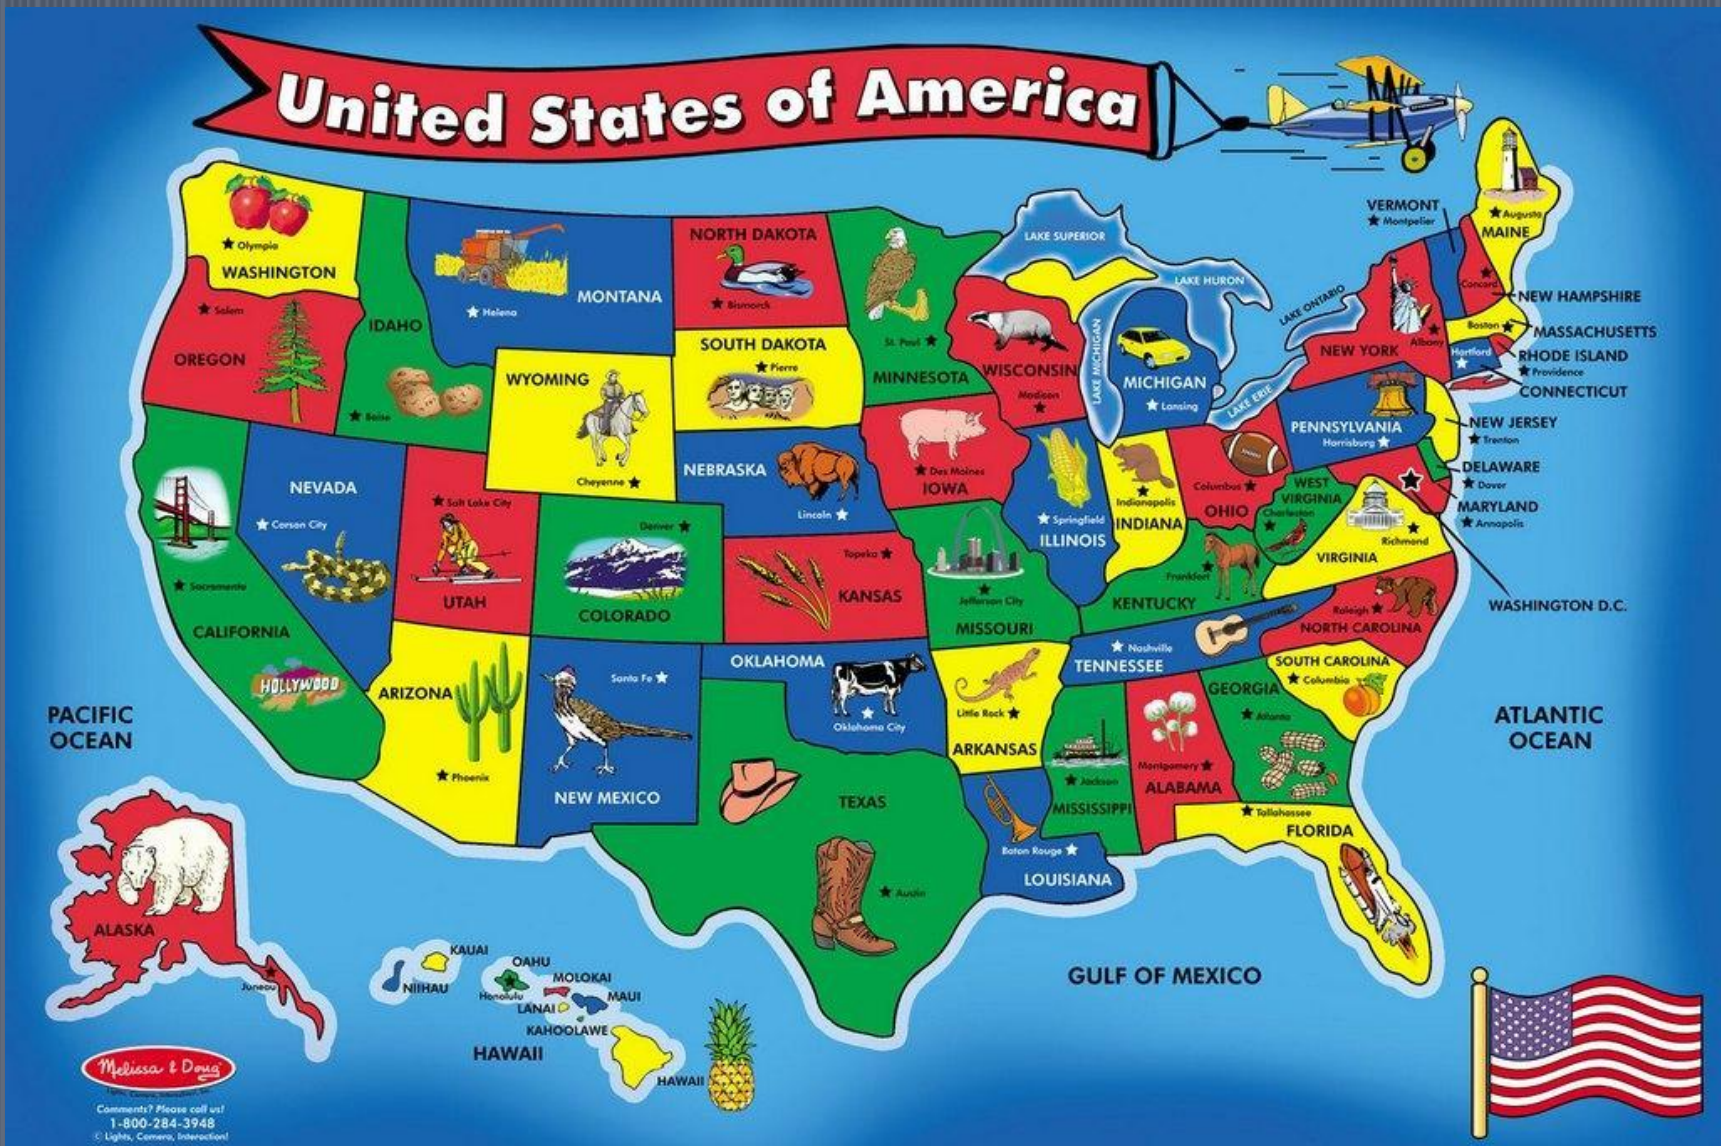 United States of America
VERMONT
Montpelier
Augusta
MAINE
Olympia
WASHINGTON
MONTANA
Helena
NORTH DAKOTA
Bismarck
LAKE SUPERIOR
LAKE HURON
LAKE ONTARIO
Concord
NEW HAMPSHIRE
Salem
OREGON
IDAHO
Boise
SOUTH DAKOTA
Pierre
St. Paul
MINNESOTA
WISCONSIN
Madison
LAKE MICHIGAN
MICHIGAN
Lansing
LAKE ERIE
NEW YORK
Albany
Boston
MASSACHUSETTS
Hartford
RHODE ISLAND
Providence
CONNECTICUT
WYOMING
Cheyenne
NEBRASKA
Lincoln
Des Moines
IOWA
PENNSYLVANIA
Harrisburg
NEW JERSEY
Trenton
NEVADA
Carson City
Salt Lake City
UTAH
Denver
COLORADO
Topeka
KANSAS
Springfield
ILLINOIS
Indianapolis
INDIANA
Columbus
OHIO
WEST
VIRGINIA
Charleston
DELAWARE
Dover
MARYLAND
Annapolis
Richmond
VIRGINIA
WASHINGTON D.C.
Sacramento
CALIFORNIA
HOLLYWOOD
Jefferson City
MISSOURI
Frankfort
KENTUCKY
Raleigh
NORTH CAROLINA
Nashville
TENNESSEE
ARIZONA
Phoenix
Santa Fe
NEW MEXICO
OKLAHOMA
Oklahoma City
Little Rock
ARKANSAS
SOUTH CAROLINA
Columbia
GEORGIA
Atlanta
PACIFIC
OCEAN
ATLANTIC
OCEAN
TEXAS
Austin
Jackson
MISSISSIPPI
Montgomery
ALABAMA
Tallahassee
FLORIDA
Baton Rouge
LOUISIANA
ALASKA
Juneau
KAUAI
NIIHAU
OAHU
Honolulu
MOLOKAI
LANAI
MAUI
KAHOOLAWE
HAWAII
HAWAII
GULF OF MEXICO
Melissa & Doug
Lights, Camera, Interaction!
Comments? Please call us!
1-800-284-3948
© Lights, Camera, Interaction!